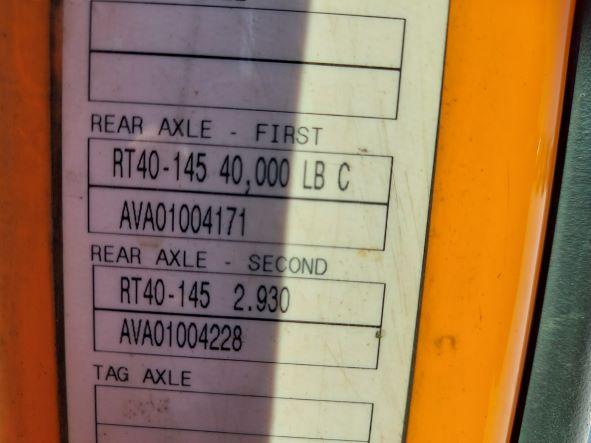 REAR AXLE - FIRST
RT40-145 40,000 LB C
AVA01004171
REAR AXLE - SECOND
RT40-145 2.930
AVA01004228
TAG AXLE